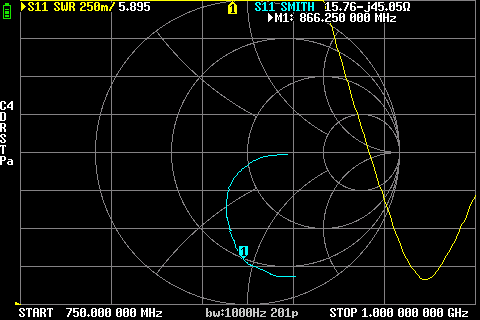 S11 SWR 250m/ 5.895 1 S11 SMITH 15.76-j45.05Ω
M1: 866.250 000 MHz
C4
D
R
S
T
Pa
1
START 750.000 000 MHz bw:1000Hz 201p STOP 1.000 000 000 GHz